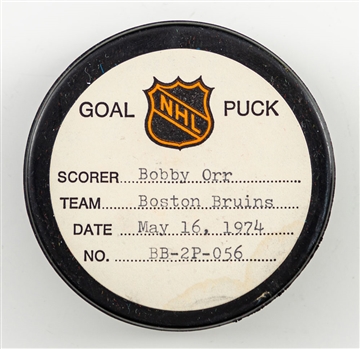 GOAL NHL PUCK
SCORER Bobby Orr
TEAM Boston Bruins
DATE May 16, 1974
NO. BB-2P-056